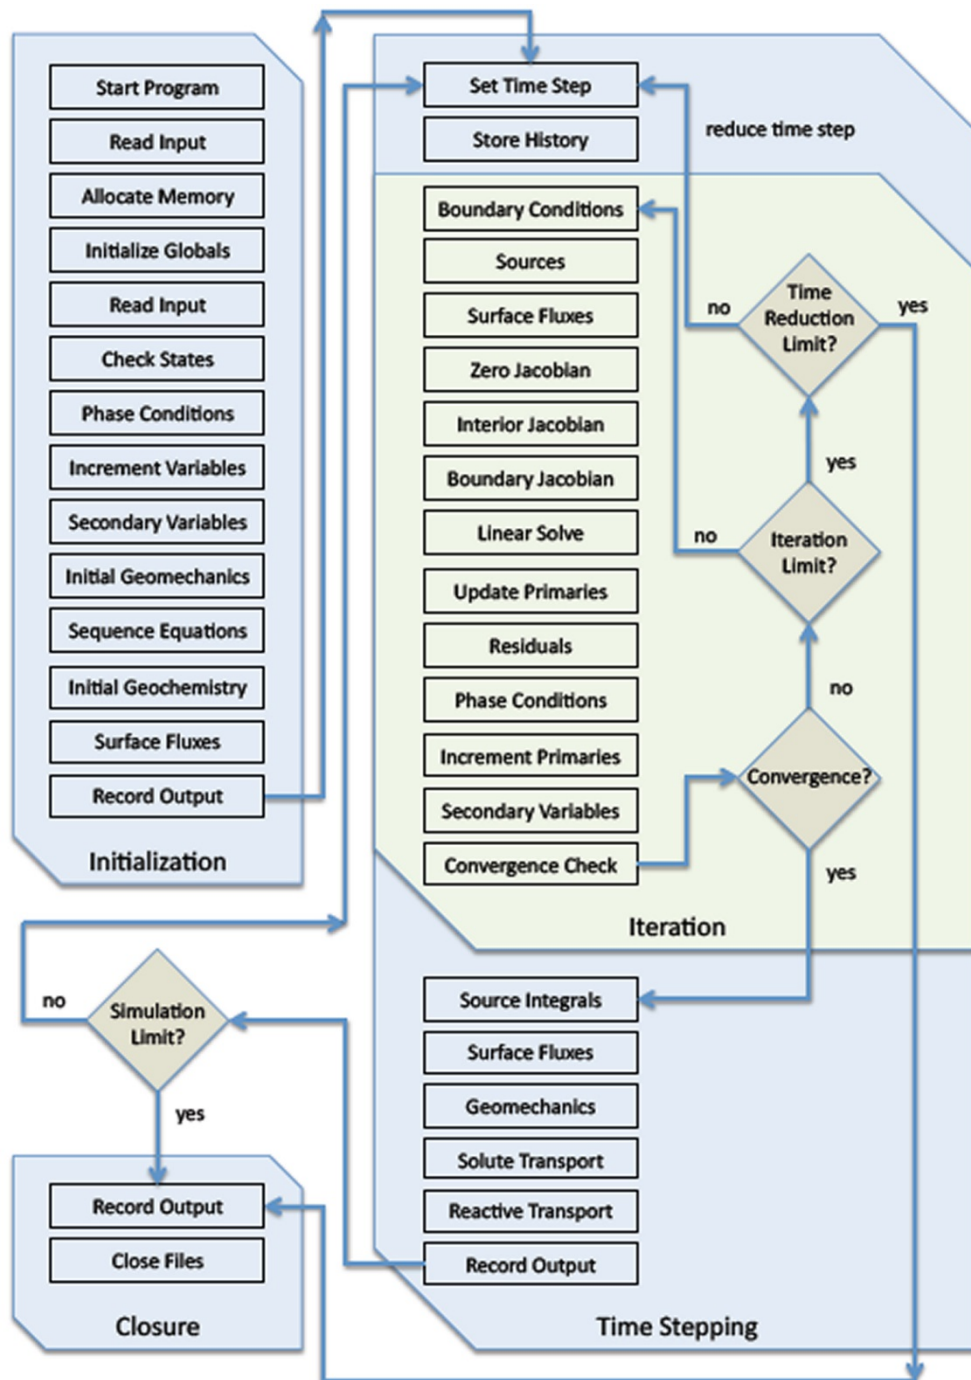 Start Program
Read Input
Allocate Memory
Initialize Globals
Read Input
Check States
Phase Conditions
Increment Variables
Secondary Variables
Initial Geomechanics
Sequence Equations
Initial Geochemistry
Surface Fluxes
Record Output
Initialization
Set Time Step
Store History
reduce time step
Boundary Conditions
Sources
Surface Fluxes
Zero Jacobian
Interior Jacobian
Boundary Jacobian
Linear Solve
Update Primaries
Residuals
Phase Conditions
Increment Primaries
Secondary Variables
Convergence Check
no
Time
Reduction
Limit?
yes
yes
no
Iteration
Limit?
no
Convergence?
yes
Iteration
Source Integrals
Surface Fluxes
Geomechanics
Solute Transport
Reactive Transport
Record Output
Time Stepping
no
Simulation
Limit?
yes
Record Output
Close Files
Closure